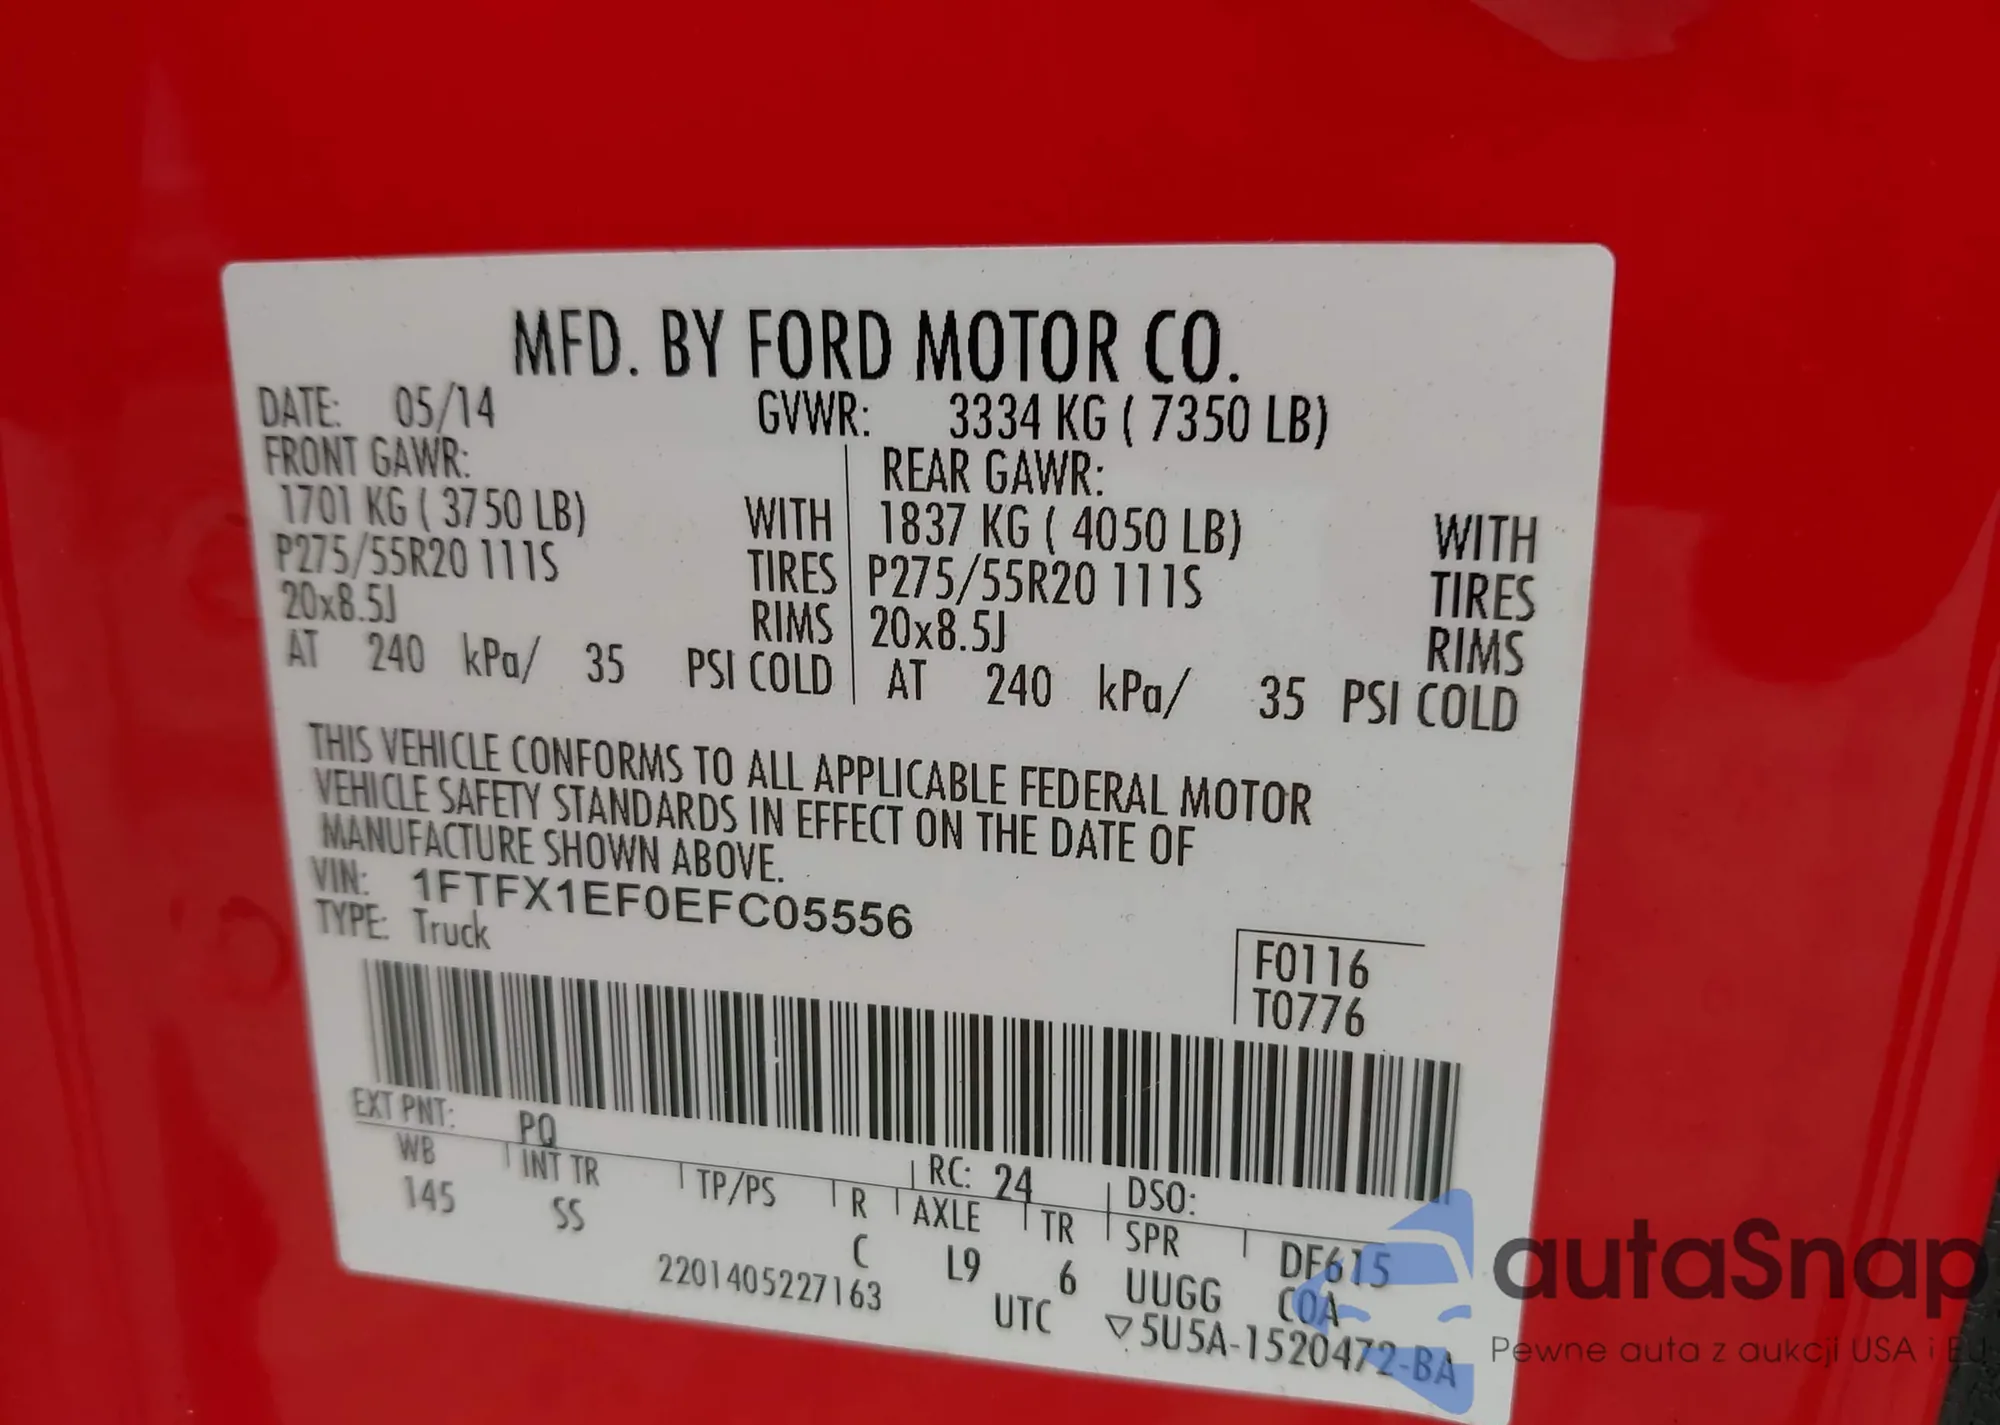 MFD. BY FORD MOTOR CO.
DATE: 05/14 GVWR: 3334 KG ( 7350 LB)
FRONT GAWR: REAR GAWR:
1701 KG ( 3750 LB) WITH 1837 KG ( 4050 LB) WITH
P275/55R20 111S TIRES P275/55R20 111S TIRES
20x8.5J RIMS 20x8.5J RIMS
AT 240 kPa/ 35 PSI COLD AT 240 kPa/ 35 PSI COLD
THIS VEHICLE CONFORMS TO ALL APPLICABLE FEDERAL MOTOR
VEHICLE SAFETY STANDARDS IN EFFECT ON THE DATE OF
MANUFACTURE SHOWN ABOVE.
VIN: 1FTFX1EF0EFC05556
TYPE: Truck
F0116
T0776
EXT PNT: PQ RC: 24 DSO:
WB INT TR TP/PS R AXLE TR SPR DF615
145 SS C L9 6 UUGG COA
2201405227163 UTC ▽5U5A-1520472-BA
autaSnap
Pewne auta z aukcji USA i EU